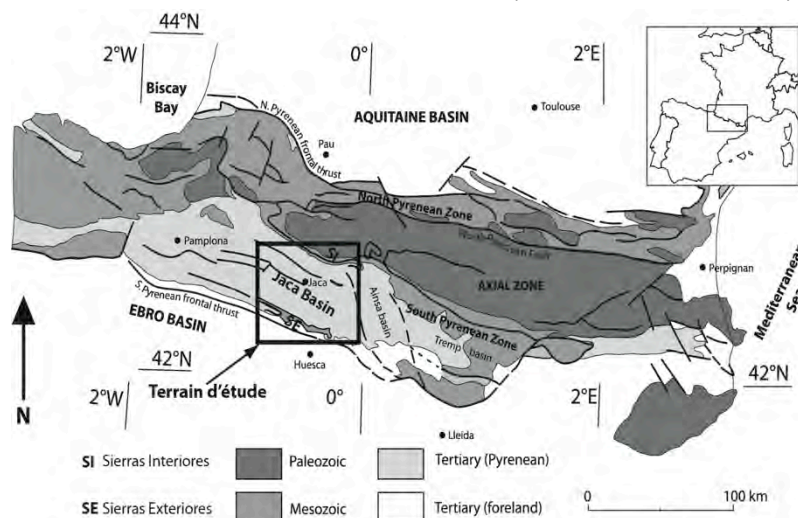 44°N
2°W
0°
2°E
Biscay
Bay
N. Pyrenean frontal thrust
AQUITAINE BASIN
Toulouse
Pau
North Pyrenean Zone
North Pyrenean Fault
Pamplona
AXIAL ZONE
Perpignan
Mediterranean
Sea
Jaca
Jaca Basin
Ainsa basin
South Pyrenean Zone
Tremp basin
S. Pyrenean frontal thrust
SE
EBRO BASIN
42°N
Huesca
42°N
Terrain d'étude
N
2°W
0°
2°E
Lleida
SI Sierras Interiores
Paleozoic
Tertiary (Pyrenean)
SE Sierras Exteriores
Mesozoic
Tertiary (foreland)
0
100 km